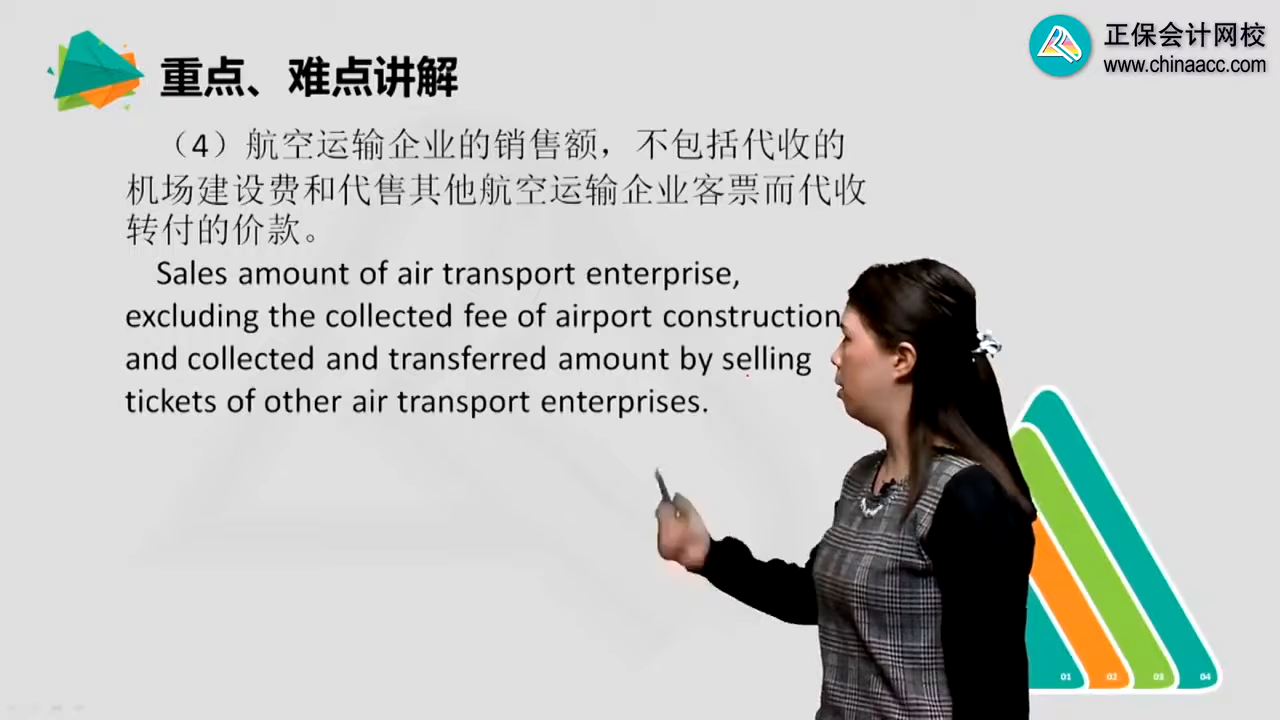 正保会计网校
www.chinaacc.com
重点、难点讲解
（4）航空运输企业的销售额，不包括代收的
机场建设费和代售其他航空运输企业客票而代收
转付的价款。
Sales amount of air transport enterprise,
excluding the collected fee of airport construction
and collected and transferred amount by selling
tickets of other air transport enterprises.
01 02 03 04